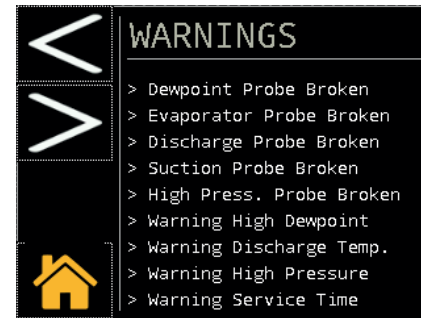 WARNINGS
> Dewpoint Probe Broken
> Evaporator Probe Broken
> Discharge Probe Broken
> Suction Probe Broken
> High Press. Probe Broken
> Warning High Dewpoint
> Warning Discharge Temp.
> Warning High Pressure
> Warning Service Time